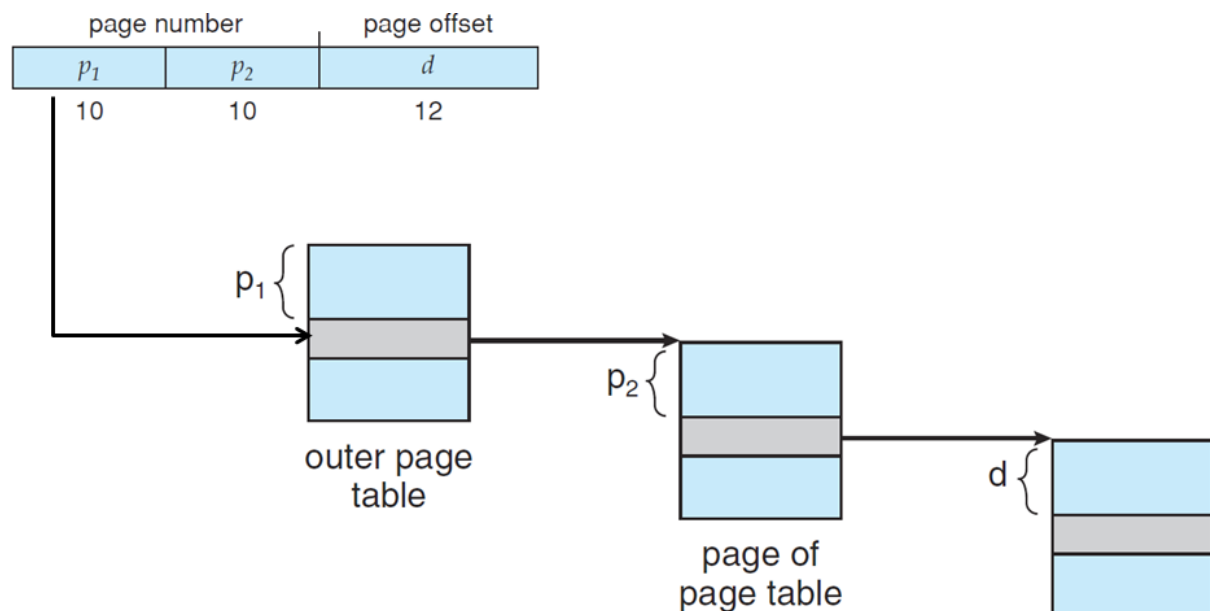 page number page offset
p1 p2 d
10 10 12
p1
outer page
table
p2
page of
page table
d